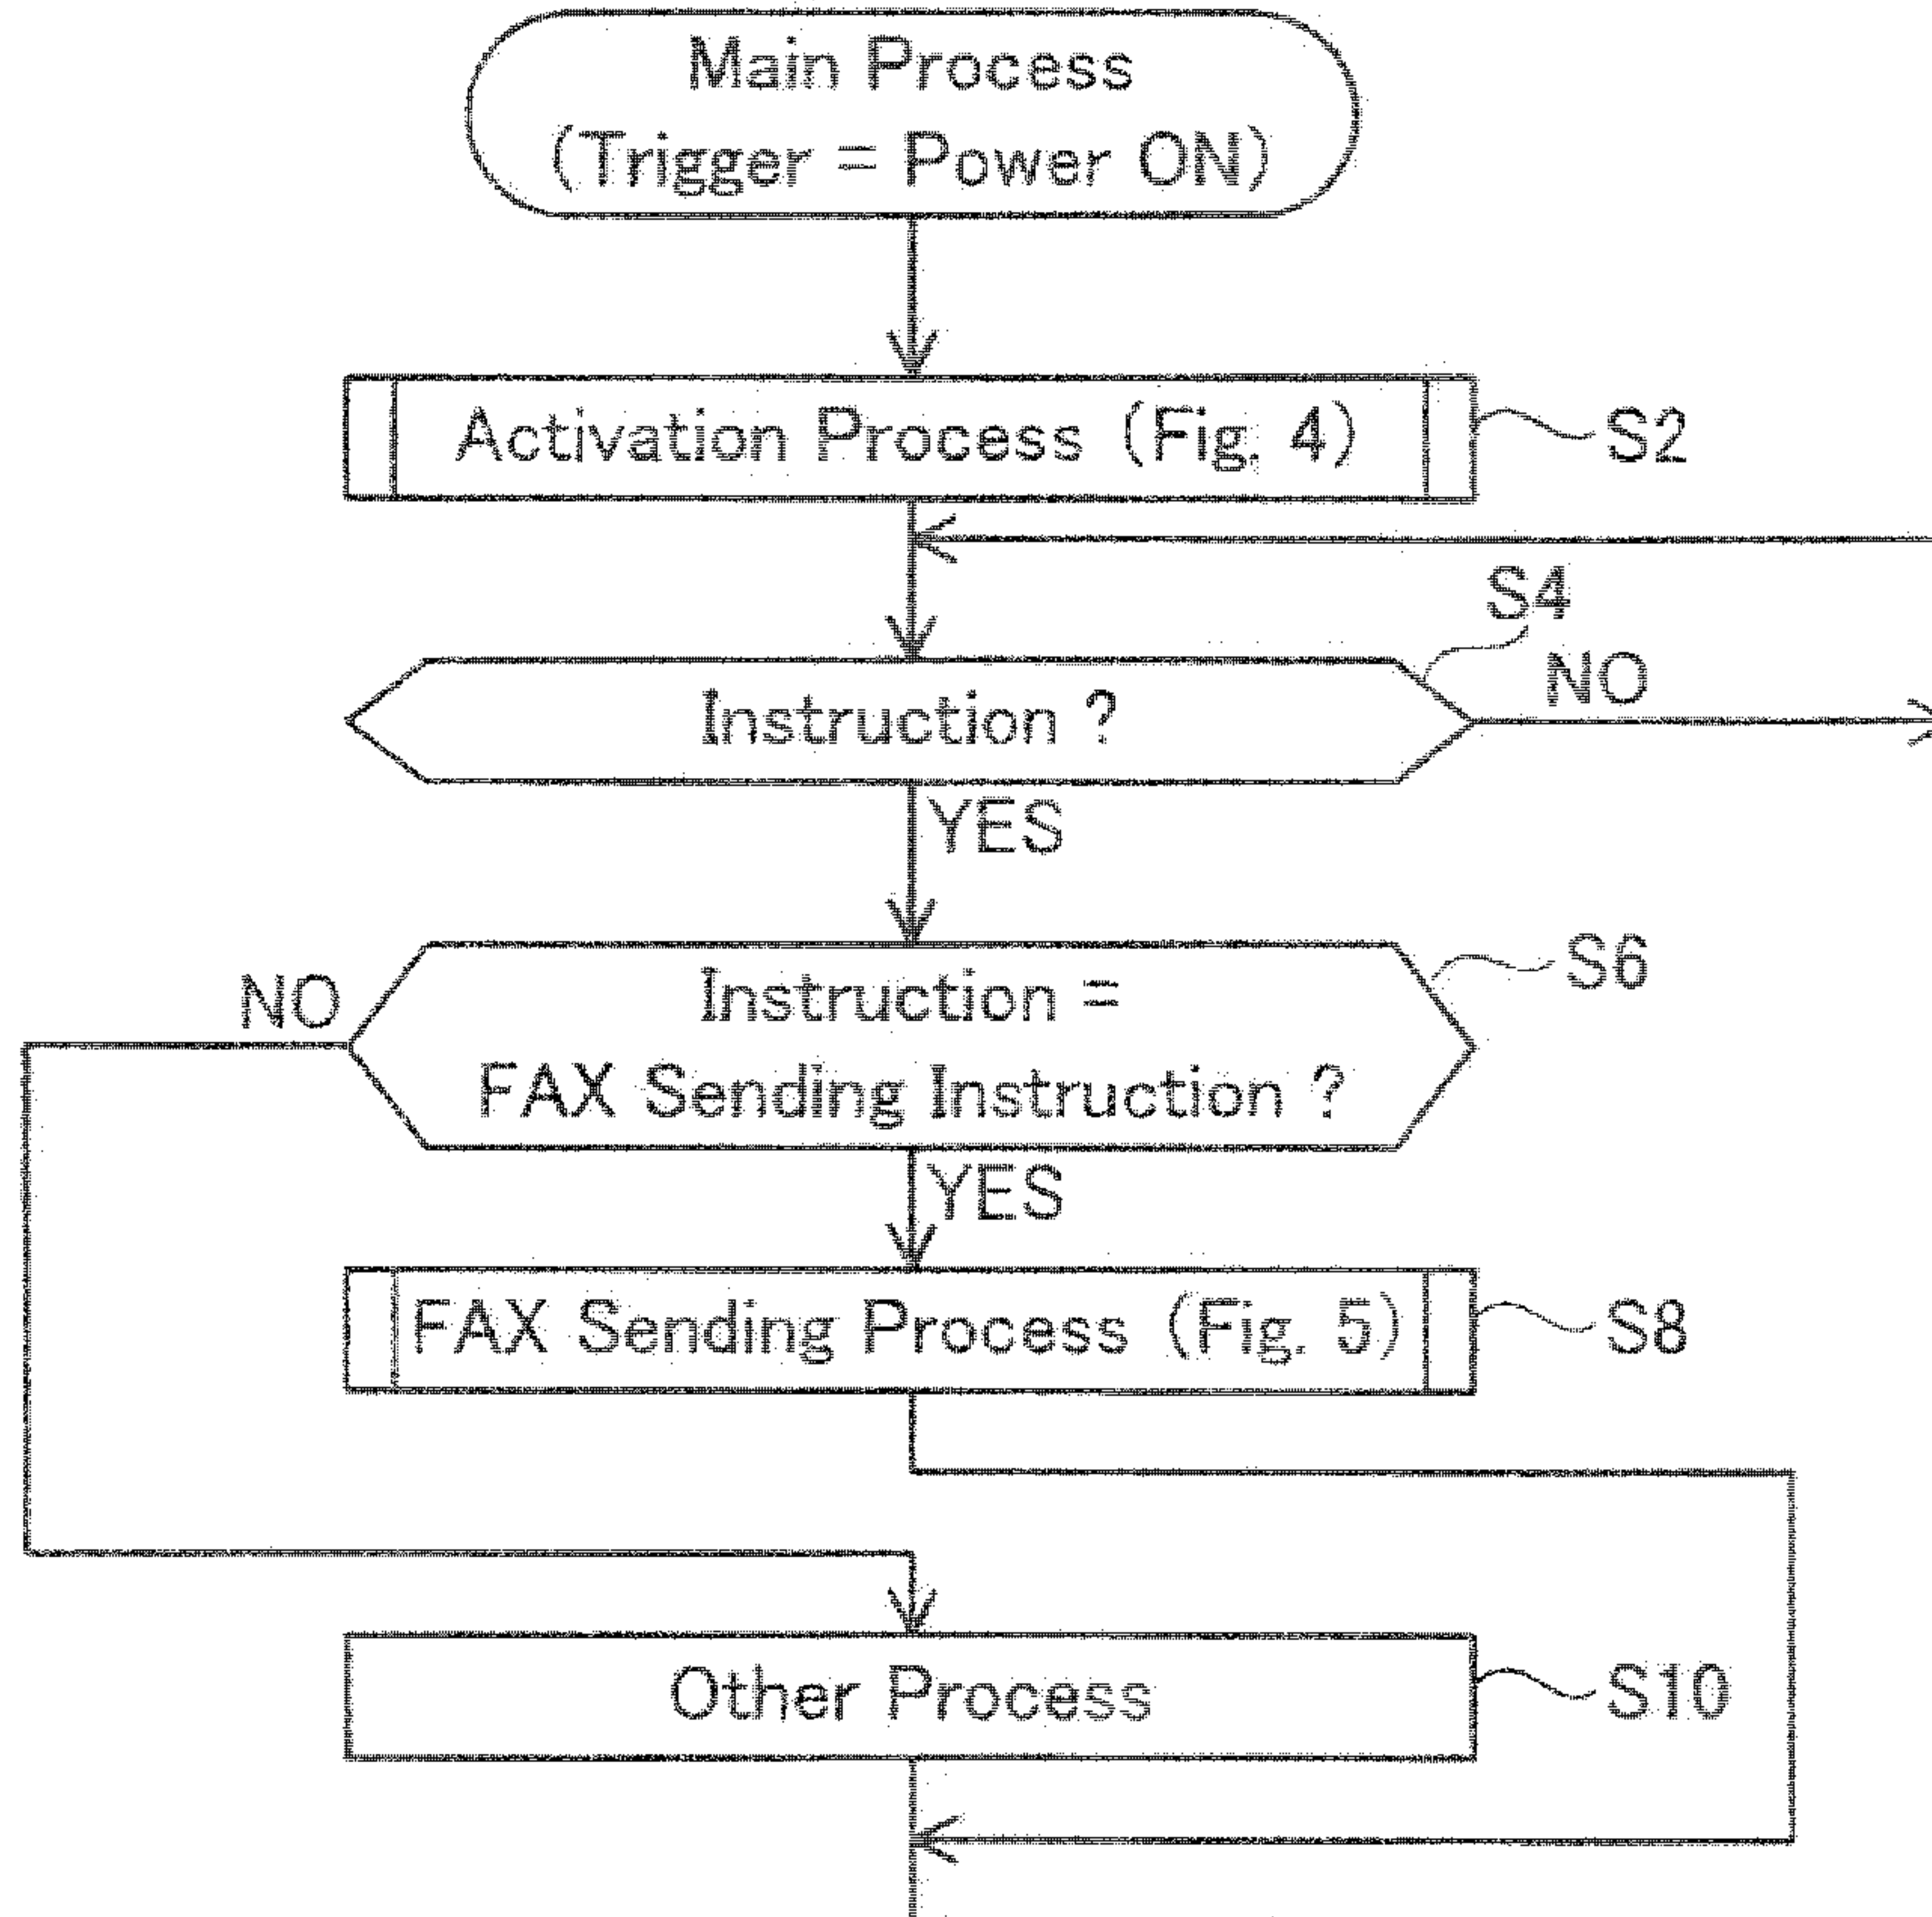 Main Process
(Trigger = Power ON)
Activation Process (Fig. 4)
S2
S4
Instruction ?
NO
YES
S6
NO
Instruction =
FAX Sending Instruction ?
YES
FAX Sending Process (Fig. 5)
S8
Other Process
S10